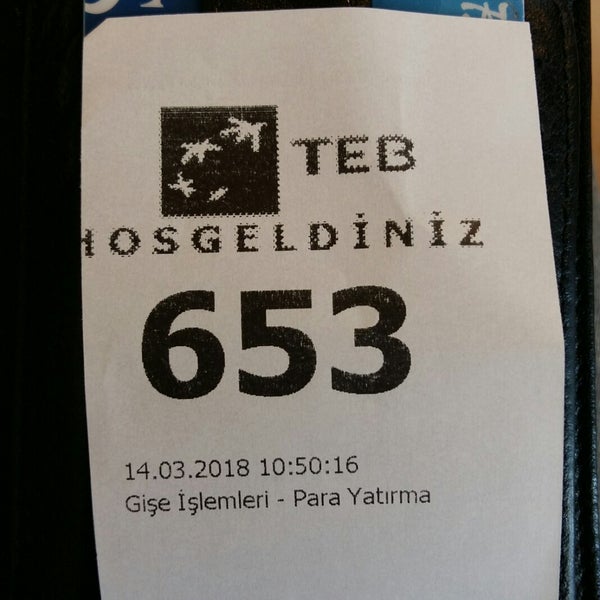 TEB
HOSGELDİNİZ
653
14.03.2018 10:50:16
Gişe İşlemleri - Para Yatırma